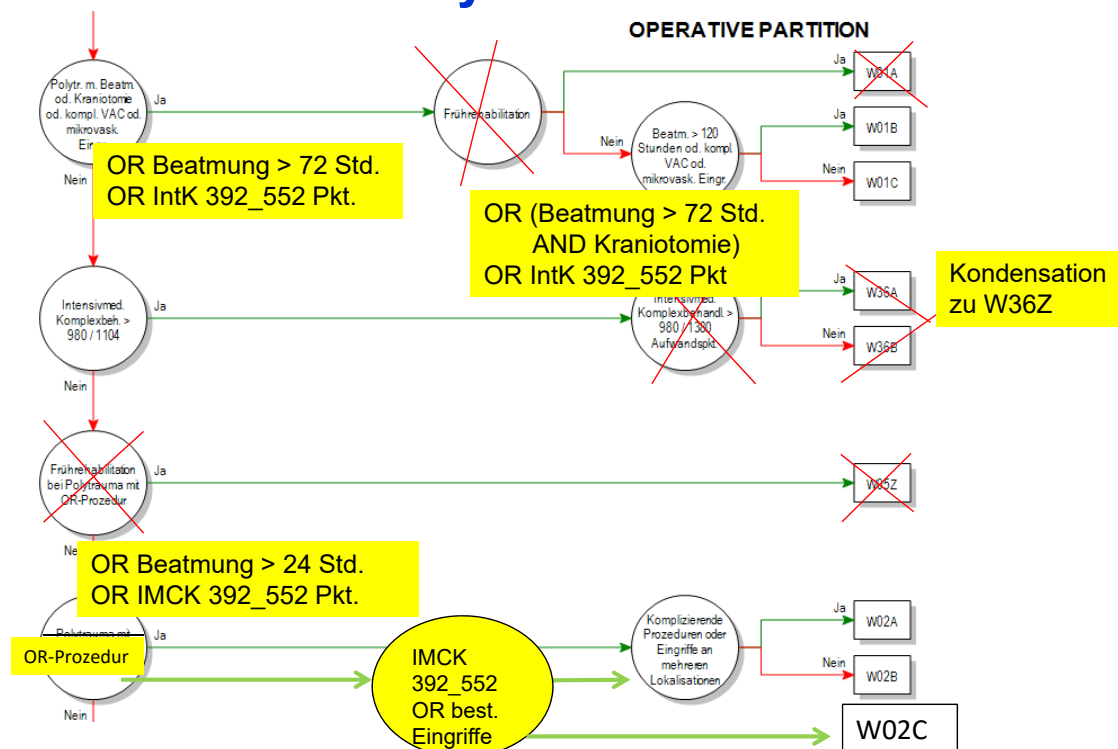 OPERATIVE PARTITION
Polytr. m. Beatm.
od. Kraniotomie
od. kompl. VAC od.
mikrovask.
Ja
Nein
OR Beatmung > 72 Std.
OR IntK 392_552 Pkt.
Frührehabilitation
Ja
W01A
Nein
Beatm. > 120
Stunden od. kompl.
VAC od.
mikrovask. Eingr.
Ja
W01B
Nein
W01C
OR (Beatmung > 72 Std.
AND Kraniotomie)
OR IntK 392_552 Pkt
Intensivmed.
Komplexbeh. >
980 / 1104
Ja
Nein
Intensivmed.
Komplexbehandl. >
980 / 1380
Aufwandspkt.
Ja
W36A
Nein
W36B
Kondensation
zu W36Z
Frührehabilitation
bei Polytrauma mit
OR-Prozedur
Ja
W05Z
OR Beatmung > 24 Std.
OR IMCK 392_552 Pkt.
Polytrauma mit
OR-Prozedur
Ja
Nein
IMCK
392_552
OR best.
Eingriffe
Komplizierende
Prozeduren oder
Eingriffe an
mehreren
Lokalisationen
Ja
W02A
Nein
W02B
W02C